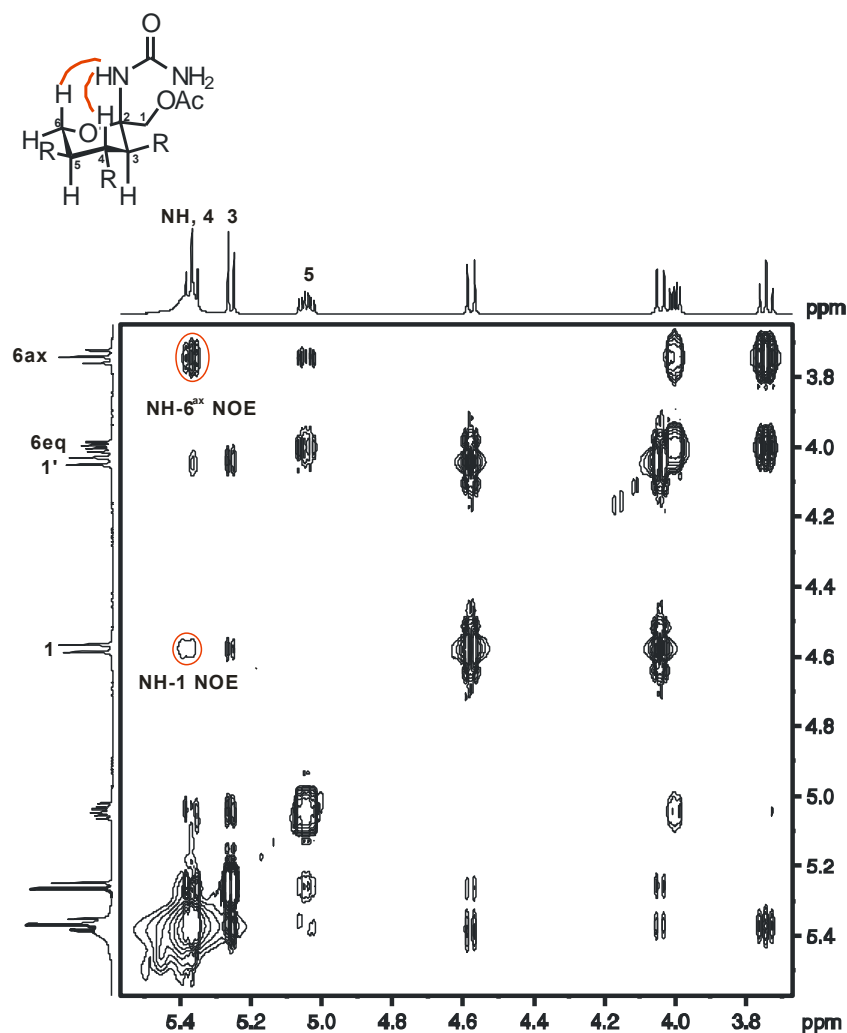 O
HN NH2
H H OAc
6 O 2 1
H R R
5 4 3
H R H
NH, 4 3
5
ppm
6ax
3.8
NH-6ax NOE
6eq
4.0
1'
4.2
4.4
1
4.6
NH-1 NOE
4.8
5.0
5.2
5.4
5.4 5.2 5.0 4.8 4.6 4.4 4.2 4.0 3.8 ppm